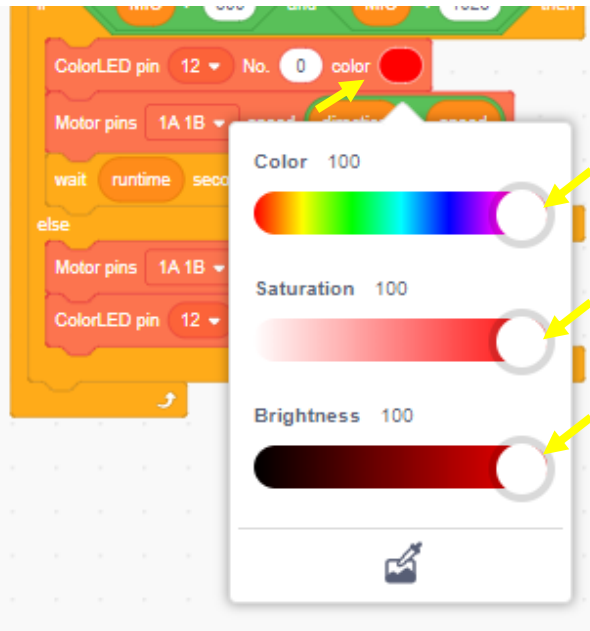 then
ColorLED pin 12 No. 0 color
Motor pins 1A 1B
wait runtime
else
Motor pins 1A 1B
ColorLED pin 12
Color 100
Saturation 100
Brightness 100